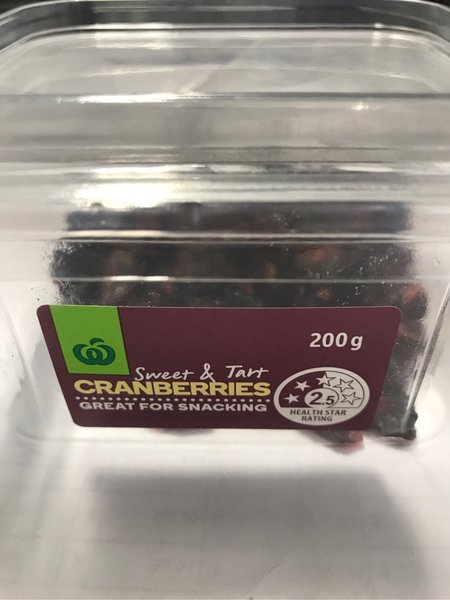 200g
Sweet & Tart
CRANBERRIES
GREAT FOR SNACKING
2.5
HEALTH STAR
RATING